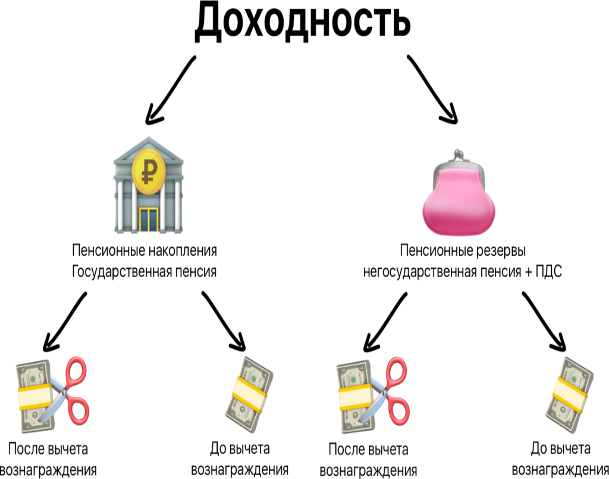 Доходность
₽
Пенсионные накопления
Государственная пенсия
Пенсионные резервы
негосударственная пенсия + ПДС
После вычета
вознаграждения
До вычета
вознаграждения
После вычета
вознаграждения
До вычета
вознаграждения